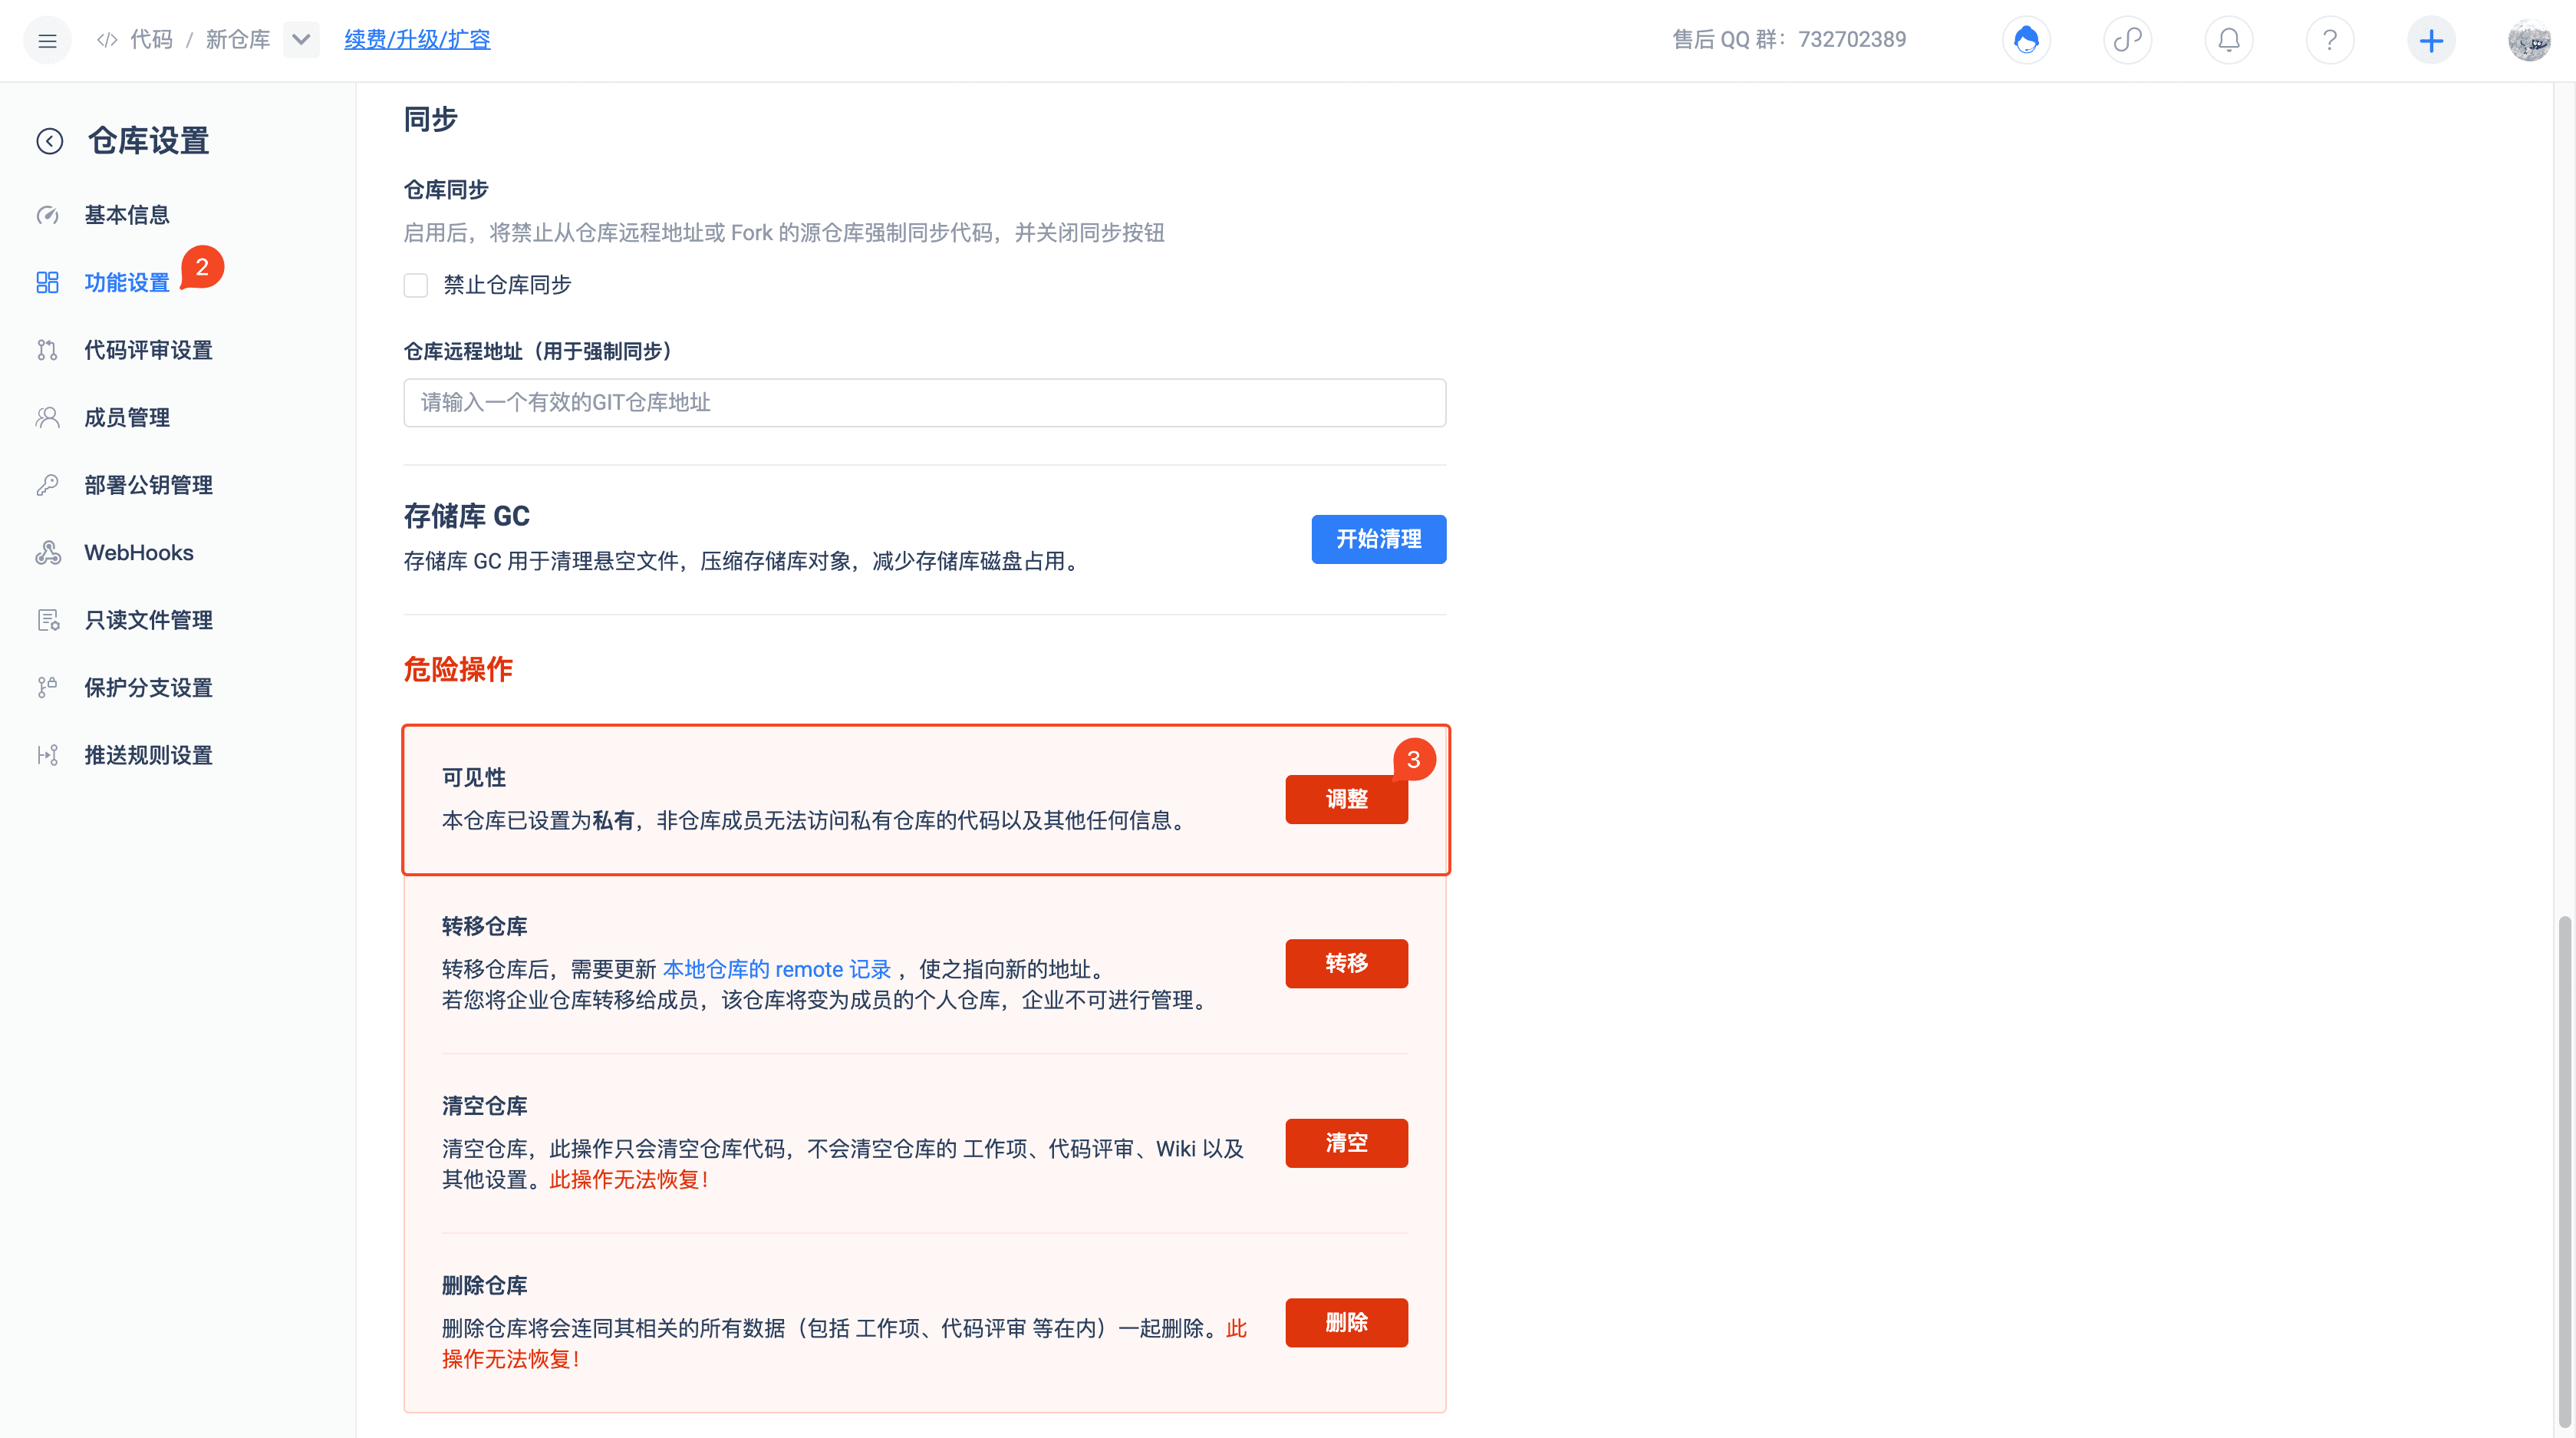 代码 / 新仓库 续费/升级/扩容 售后 QQ 群：732702389
仓库设置
基本信息
功能设置 2
代码评审设置
成员管理
部署公钥管理
WebHooks
只读文件管理
保护分支设置
推送规则设置
同步
仓库同步
启用后，将禁止从仓库远程地址或 Fork 的源仓库强制同步代码，并关闭同步按钮
禁止仓库同步
仓库远程地址（用于强制同步）
请输入一个有效的GIT仓库地址
存储库 GC
存储库 GC 用于清理悬空文件，压缩存储库对象，减少存储库磁盘占用。
开始清理
危险操作
可见性
本仓库已设置为私有，非仓库成员无法访问私有仓库的代码以及其他任何信息。
3
调整
转移仓库
转移仓库后，需要更新 本地仓库的 remote 记录 ，使之指向新的地址。
若您将企业仓库转移给成员，该仓库将变为成员的个人仓库，企业不可进行管理。
转移
清空仓库
清空仓库，此操作只会清空仓库代码，不会清空仓库的 工作项、代码评审、Wiki 以及
其他设置。此操作无法恢复！
清空
删除仓库
删除仓库将会连同其相关的所有数据（包括 工作项、代码评审 等在内）一起删除。此
操作无法恢复！
删除